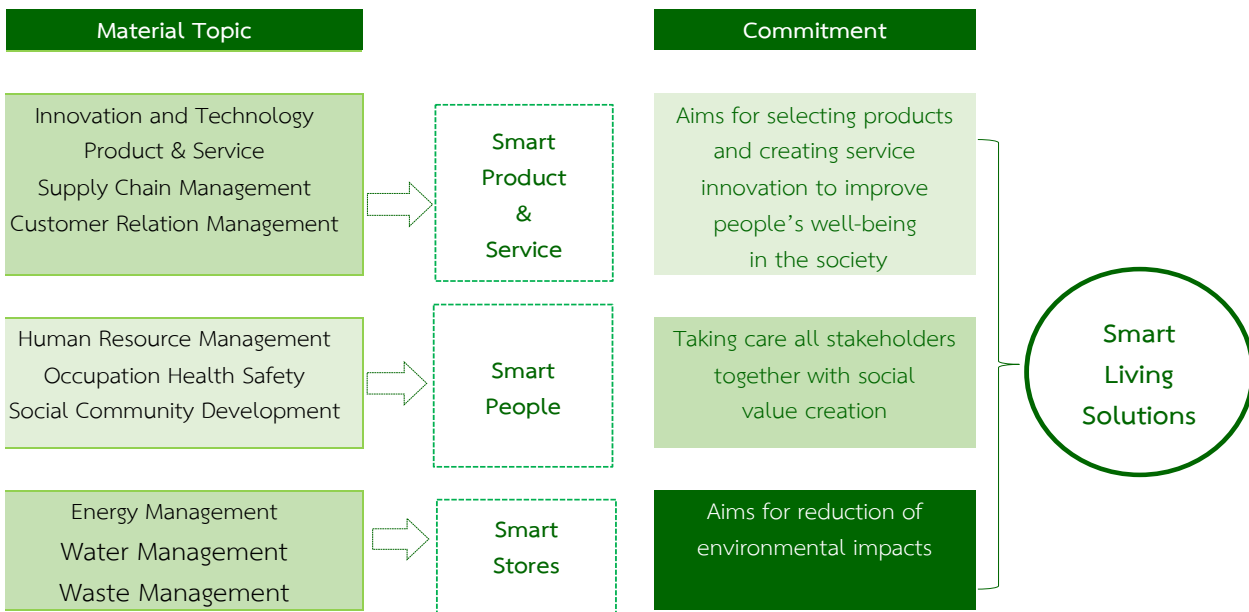 Material Topic
Commitment
Innovation and Technology
Product & Service
Supply Chain Management
Customer Relation Management
Smart
Product
&
Service
Aims for selecting products
and creating service
innovation to improve
people’s well-being
in the society
Human Resource Management
Occupation Health Safety
Social Community Development
Smart
People
Taking care all stakeholders
together with social
value creation
Smart
Living
Solutions
Energy Management
Water Management
Waste Management
Smart
Stores
Aims for reduction of
environmental impacts